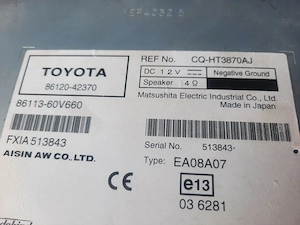 TOYOTA
86120-42370
86113-60V660
FXIA 513843
AISIN AW CO.,LTD.
REF No. CQ-HT3870AJ
DC 12V Negative Ground
Speaker : 4Ω
Matsushita Electric Industrial Co., Ltd.
Made in Japan
Serial No. 513843
Type: EA08A07
CE e13
03 6281